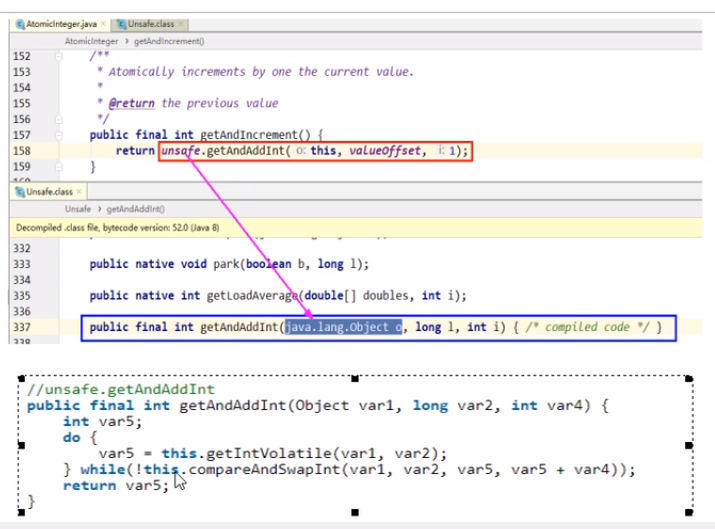 AtomicInteger.java × Unsafe.class ×
AtomicInteger › getAndIncrement()
152 /**
153 * Atomically increments by one the current value.
154 *
155 * @return the previous value
156 */
157 public final int getAndIncrement() {
158 return unsafe.getAndAddInt( o: this, valueOffset, i: 1);
159 }
Unsafe.class ×
Unsafe › getAndAddInt()
Decompiled .class file, bytecode version: 52.0 (Java 8)
332
333 public native void park(boolean b, long l);
334
335 public native int getLoadAverage(double[] doubles, int i);
336
337 public final int getAndAddInt(java.lang.Object o, long l, int i) { /* compiled code */ }
338
//unsafe.getAndAddInt
public final int getAndAddInt(Object var1, long var2, int var4) {
int var5;
do {
var5 = this.getIntVolatile(var1, var2);
} while(!this.compareAndSwapInt(var1, var2, var5, var5 + var4));
return var5;
}